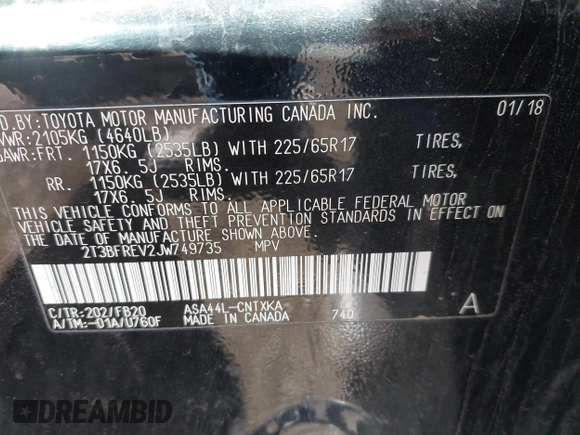 D.BY:TOYOTA MOTOR MANUFACTURING CANADA INC. 01/18
VWR:2105KG (4640LB)
GAWR:FRT. 1150KG (2535LB) WITH 225/65R17 TIRES,
17X6. 5J RIMS.
RR. 1150KG (2535LB) WITH 225/65R17 TIRES,
17X6. 5J RIMS.
THIS VEHICLE CONFORMS TO ALL APPLICABLE FEDERAL MOTOR
VEHICLE SAFETY AND THEFT PREVENTION STANDARDS IN EFFECT ON
THE DATE OF MANUFACTURE SHOWN ABOVE.
2T3BFREV2JW749735 MPV
C/TR:202/FB20 ASA44L-CNTXKA
A/TM:-01A/U760F MADE IN CANADA 740 A
DREAMBID